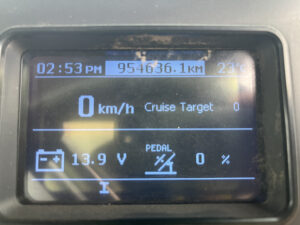 02:53 PM 954636.1KM
0 km/h Cruise Target 0
PEDAL
13.9 V 0 %